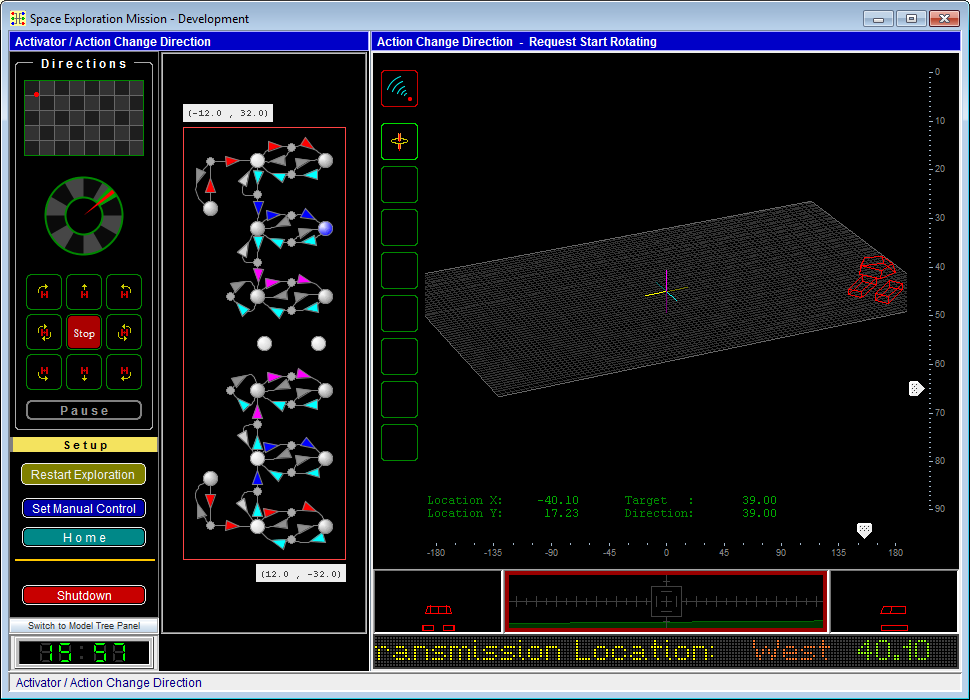 Space Exploration Mission - Development
Activator / Action Change Direction
Action Change Direction - Request Start Rotating
Directions
Stop
Pause
Setup
Restart Exploration
Set Manual Control
Home
Shutdown
Switch to Model Tree Panel
15:57
(-12.0 , 32.0)
(12.0 , -32.0)
0
10
20
30
40
50
60
70
80
90
Location X: -40.10 Target : 39.00
Location Y: 17.23 Direction: 39.00
-180 -135 -90 -45 0 45 90 135 180
ransmission Location: West 40,10
Activator / Action Change Direction